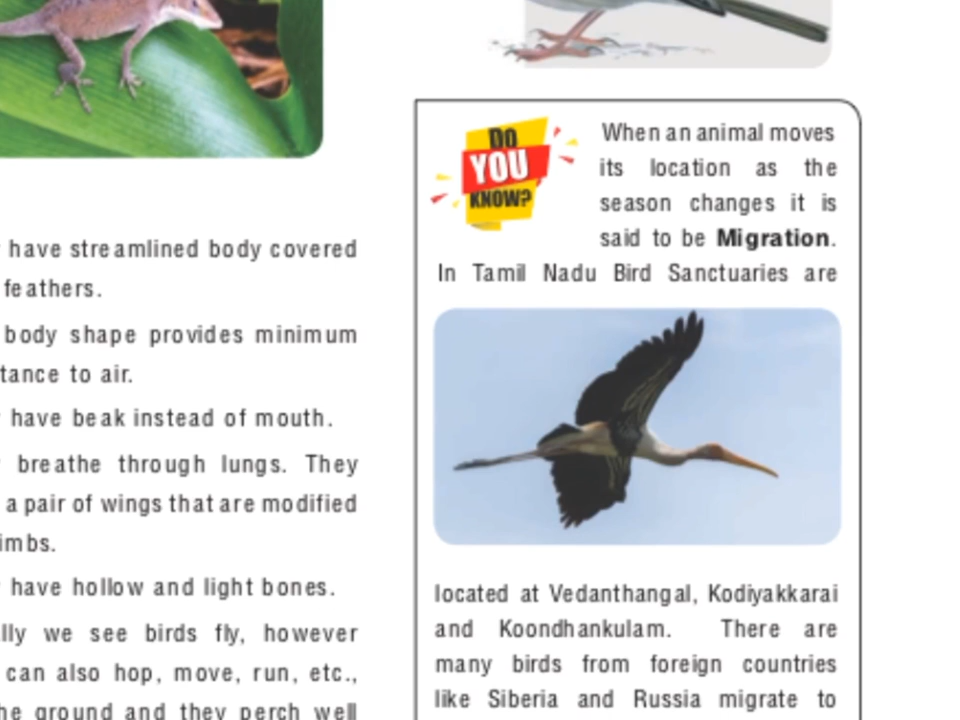 have streamlined body covered
feathers.
body shape provides minimum
to air.
have beak instead of mouth.
breathe through lungs. They
a pair of wings that are modified
have hollow and light bones.
we see birds fly, however
can also hop, move, run, etc.,
ground and they perch well
DO
YOU
KNOW?
When an animal moves
its location as the
season changes it is
said to be Migration.
In Tamil Nadu Bird Sanctuaries are
located at Vedanthangal, Kodiyakkarai
and Koondhankulam. There are
many birds from foreign countries
like Siberia and Russia migrate to